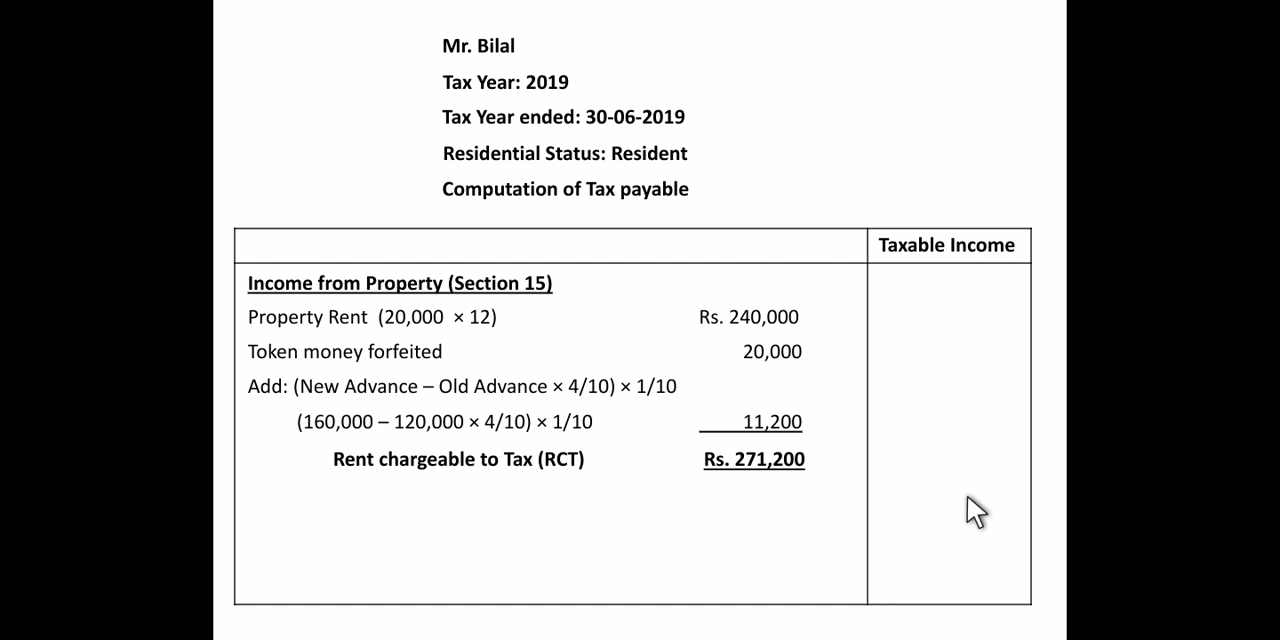 Mr. Bilal
Tax Year: 2019
Tax Year ended: 30-06-2019
Residential Status: Resident
Computation of Tax payable
Taxable Income
Income from Property (Section 15)
Property Rent (20,000 × 12) Rs. 240,000
Token money forfeited 20,000
Add: (New Advance – Old Advance × 4/10) × 1/10
(160,000 – 120,000 × 4/10) × 1/10 11,200
Rent chargeable to Tax (RCT) Rs. 271,200